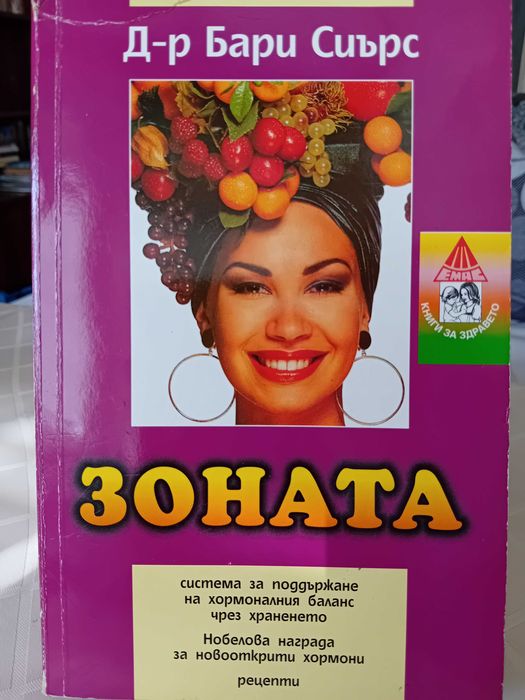 Д-р Бари Сиърс
ЕМАС
КНИГИ ЗА ЗДРАВЕТО
ЗОНАТА
система за поддържане
на хормоналния баланс
чрез храненето
Нобелова награда
за новооткрити хормони
рецепти